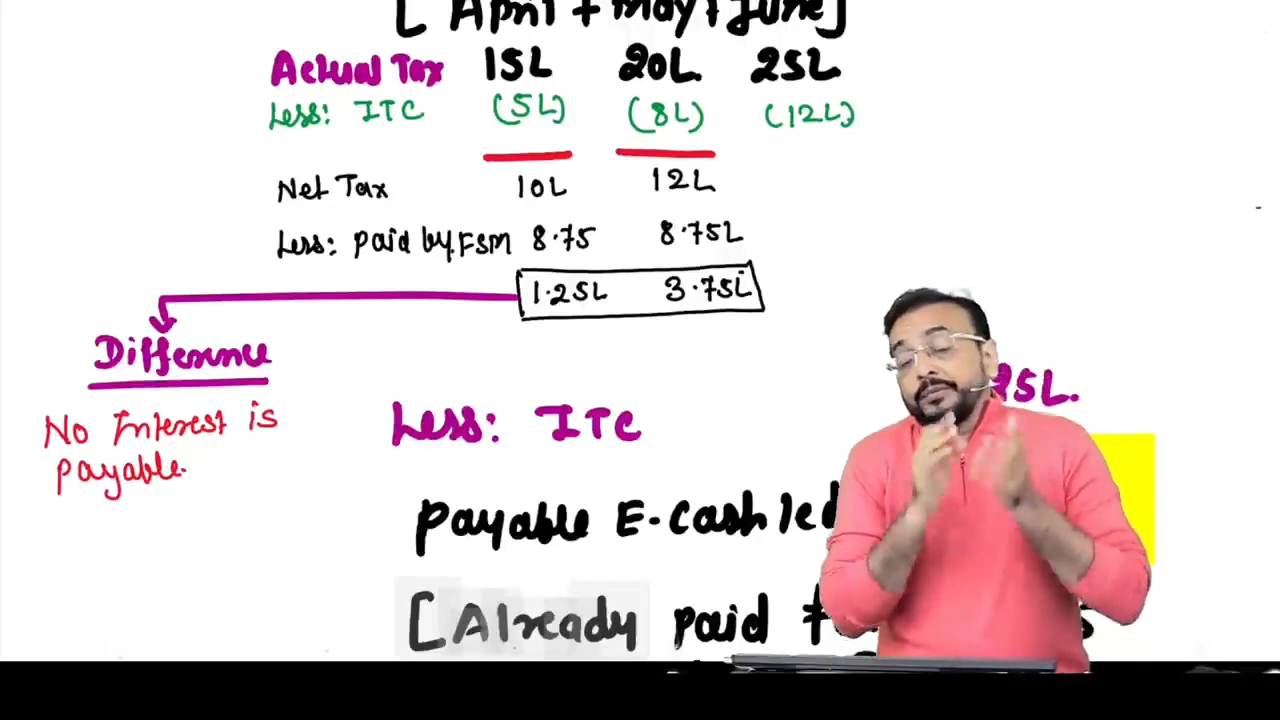 [April + May + June]
Actual Tax 15L 20L. 25L
Less: ITC (5L) (8L) (12L)
Net Tax 10L 12L
Less: paid by FSM 8.75 8.75L
1.25L 3.75L
Difference
No Interest is
payable.
25L.
Less: ITC
payable E-cash led
[Already paid